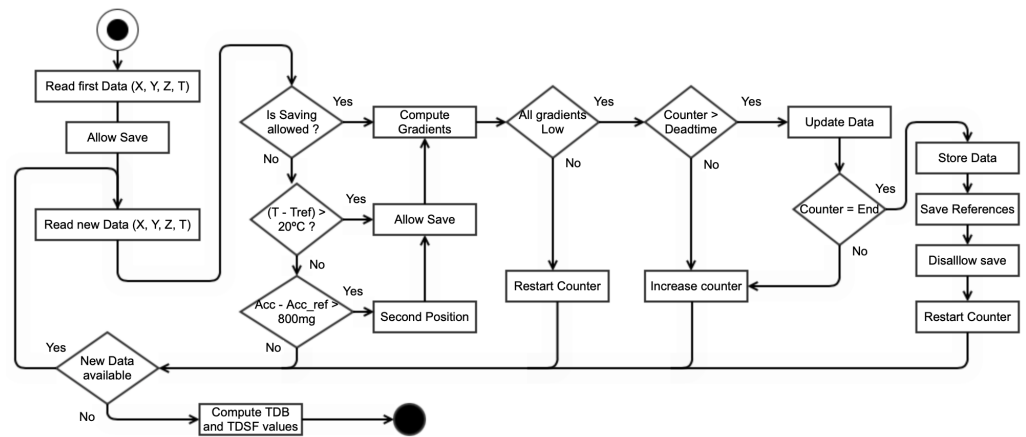 Read first Data (X, Y, Z, T)
Allow Save
Read new Data (X, Y, Z, T)
Is Saving
allowed ?
Yes
No
(T - Tref) >
20ºC ?
Yes
No
Acc - Acc_ref >
800mg
Yes
No
Compute
Gradients
Allow Save
Second Position
All gradients
Low
Yes
No
Restart Counter
Counter >
Deadtime
Yes
No
Increase counter
Update Data
Counter = End
Yes
No
Store Data
Save References
Disalllow save
Restart Counter
New Data
available
Yes
No
Compute TDB
and TDSF values